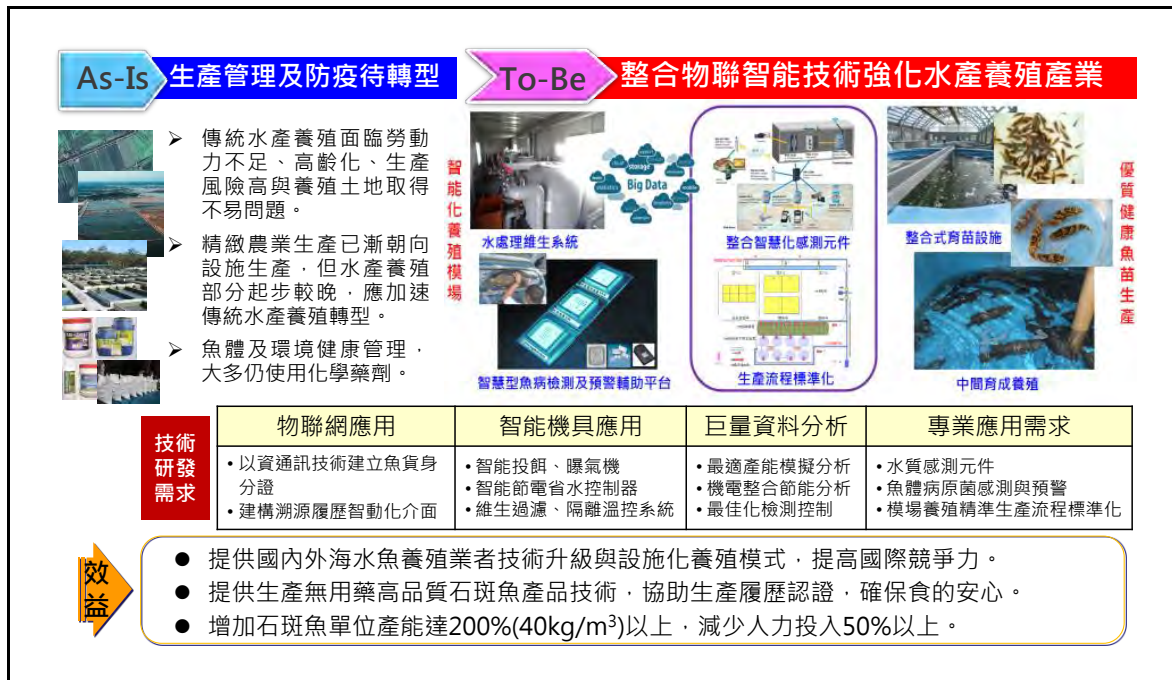 As-Is 生產管理及防疫待轉型
To-Be 整合物聯智能技術強化水產養殖產業
➢ 傳統水產養殖面臨勞動
力不足、高齡化、生產
風險高與養殖土地取得
不易問題。
➢ 精緻農業生產已漸朝向
設施生產，但水產養殖
部分起步較晚，應加速
傳統水產養殖轉型。
➢ 魚體及環境健康管理，
大多仍使用化學藥劑。
智能化養殖模場
storage
Big Data
水處理維生系統
智慧型魚病檢測及預警輔助平台
整合智慧化感測元件
生產流程標準化
整合式育苗設施
中間育成養殖
優質健康魚苗生產
技術
研發
需求
物聯網應用
•以資通訊技術建立魚貨身
分證
•建構溯源履歷智動化介面
智能機具應用
•智能投餌、曝氣機
•智能節電省水控制器
•維生過濾、隔離溫控系統
巨量資料分析
•最適產能模擬分析
•機電整合節能分析
•最佳化檢測控制
專業應用需求
•水質感測元件
•魚體病原菌感測與預警
•模場養殖精準生產流程標準化
效
益
● 提供國內外海水魚養殖業者技術升級與設施化養殖模式，提高國際競爭力。
● 提供生產無用藥高品質石斑魚產品技術，協助生產履歷認證，確保食的安心。
● 增加石斑魚單位產能達200%(40kg/m³)以上，減少人力投入50%以上。